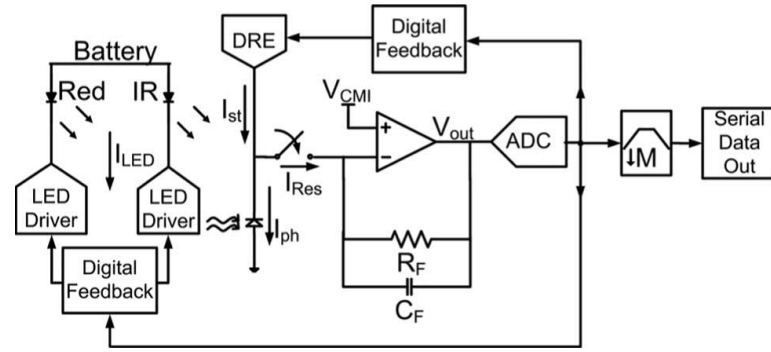 Battery
Red
IR
I_LED
LED
Driver
LED
Driver
Digital
Feedback
DRE
I_st
I_Res
I_ph
Digital
Feedback
V_CMI
+
−
V_out
R_F
C_F
ADC
↓M
Serial
Data
Out